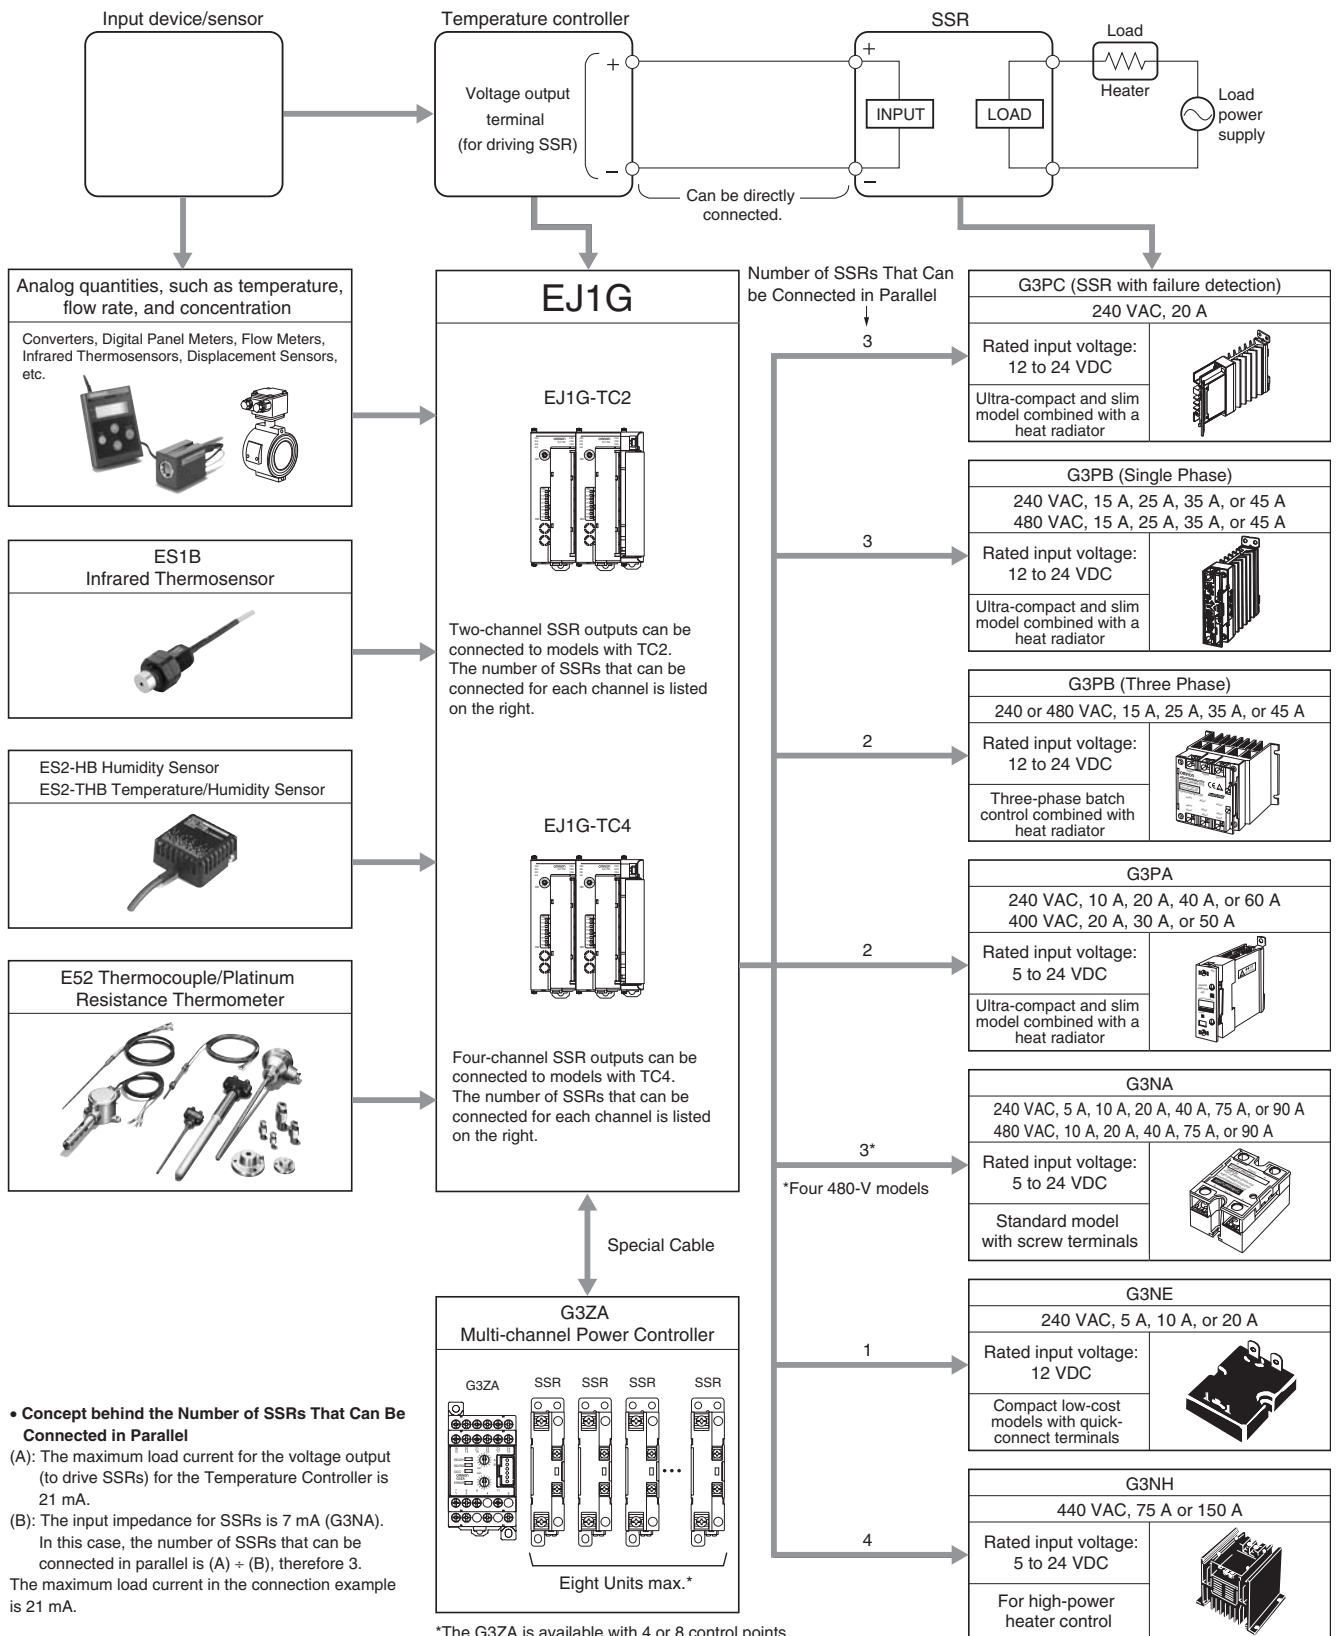 Input device/sensor
Temperature controller
SSR
Load
Voltage output
terminal
(for driving SSR)
+
−
+
−
INPUT
LOAD
Heater
Load
power
supply
Can be directly
connected.
Analog quantities, such as temperature,
flow rate, and concentration
Converters, Digital Panel Meters, Flow Meters,
Infrared Thermosensors, Displacement Sensors,
etc.
ES1B
Infrared Thermosensor
ES2-HB Humidity Sensor
ES2-THB Temperature/Humidity Sensor
E52 Thermocouple/Platinum
Resistance Thermometer
EJ1G
EJ1G-TC2
Two-channel SSR outputs can be
connected to models with TC2.
The number of SSRs that can be
connected for each channel is listed
on the right.
EJ1G-TC4
Four-channel SSR outputs can be
connected to models with TC4.
The number of SSRs that can be
connected for each channel is listed
on the right.
Special Cable
G3ZA
Multi-channel Power Controller
G3ZA
SSR
SSR
SSR
SSR
Eight Units max.*
*The G3ZA is available with 4 or 8 control points.
Number of SSRs That Can
be Connected in Parallel
3
G3PC (SSR with failure detection)
240 VAC, 20 A
Rated input voltage:
12 to 24 VDC
Ultra-compact and slim
model combined with a
heat radiator
3
G3PB (Single Phase)
240 VAC, 15 A, 25 A, 35 A, or 45 A
480 VAC, 15 A, 25 A, 35 A, or 45 A
Rated input voltage:
12 to 24 VDC
Ultra-compact and slim
model combined with a
heat radiator
2
G3PB (Three Phase)
240 or 480 VAC, 15 A, 25 A, 35 A, or 45 A
Rated input voltage:
12 to 24 VDC
Three-phase batch
control combined with
heat radiator
2
G3PA
240 VAC, 10 A, 20 A, 40 A, or 60 A
400 VAC, 20 A, 30 A, or 50 A
Rated input voltage:
5 to 24 VDC
Ultra-compact and slim
model combined with a
heat radiator
3*
*Four 480-V models
G3NA
240 VAC, 5 A, 10 A, 20 A, 40 A, 75 A, or 90 A
480 VAC, 10 A, 20 A, 40 A, 75 A, or 90 A
Rated input voltage:
5 to 24 VDC
Standard model
with screw terminals
1
G3NE
240 VAC, 5 A, 10 A, or 20 A
Rated input voltage:
12 VDC
Compact low-cost
models with quick-
connect terminals
4
G3NH
440 VAC, 75 A or 150 A
Rated input voltage:
5 to 24 VDC
For high-power
heater control
• Concept behind the Number of SSRs That Can Be
Connected in Parallel
(A): The maximum load current for the voltage output
(to drive SSRs) for the Temperature Controller is
21 mA.
(B): The input impedance for SSRs is 7 mA (G3NA).
In this case, the number of SSRs that can be
connected in parallel is (A) ÷ (B), therefore 3.
The maximum load current in the connection example
is 21 mA.